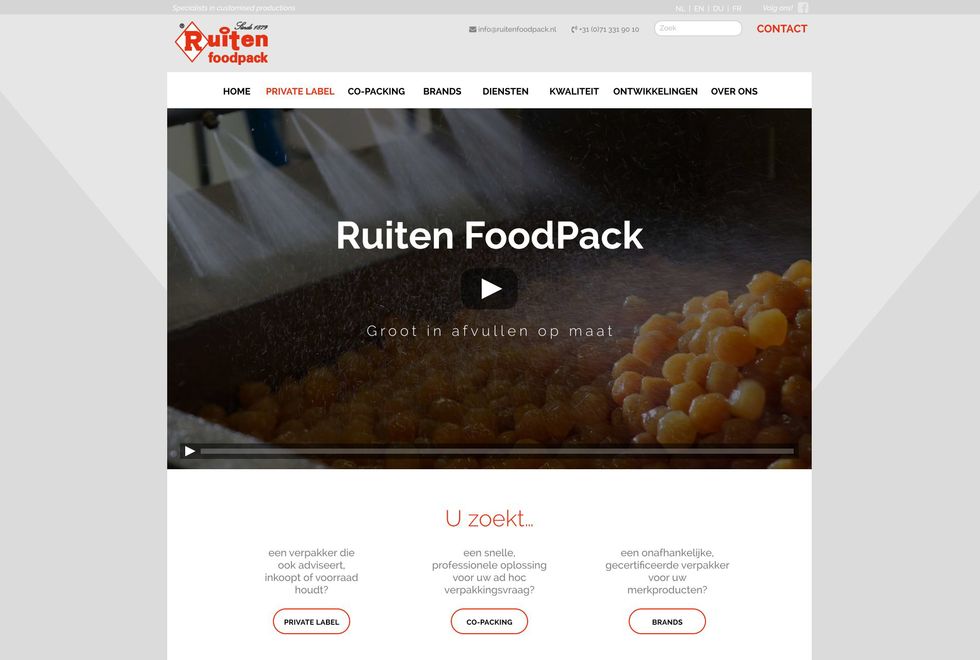 Specialists in customised productions
NL | EN | DU | FR
Volg ons!
Sinds 1879
® Ruiten
foodpack
info@ruitenfoodpack.nl
+31 (0)71 331 90 10
Zoek
CONTACT
HOME PRIVATE LABEL CO-PACKING BRANDS DIENSTEN KWALITEIT ONTWIKKELINGEN OVER ONS
Ruiten FoodPack
Groot in afvullen op maat
U zoekt...
een verpakker die
ook adviseert,
inkoopt of voorraad
houdt?
PRIVATE LABEL
een snelle,
professionele oplossing
voor uw ad hoc
verpakkingsvraag?
CO-PACKING
een onafhankelijke,
gecertificeerde verpakker
voor uw
merkproducten?
BRANDS